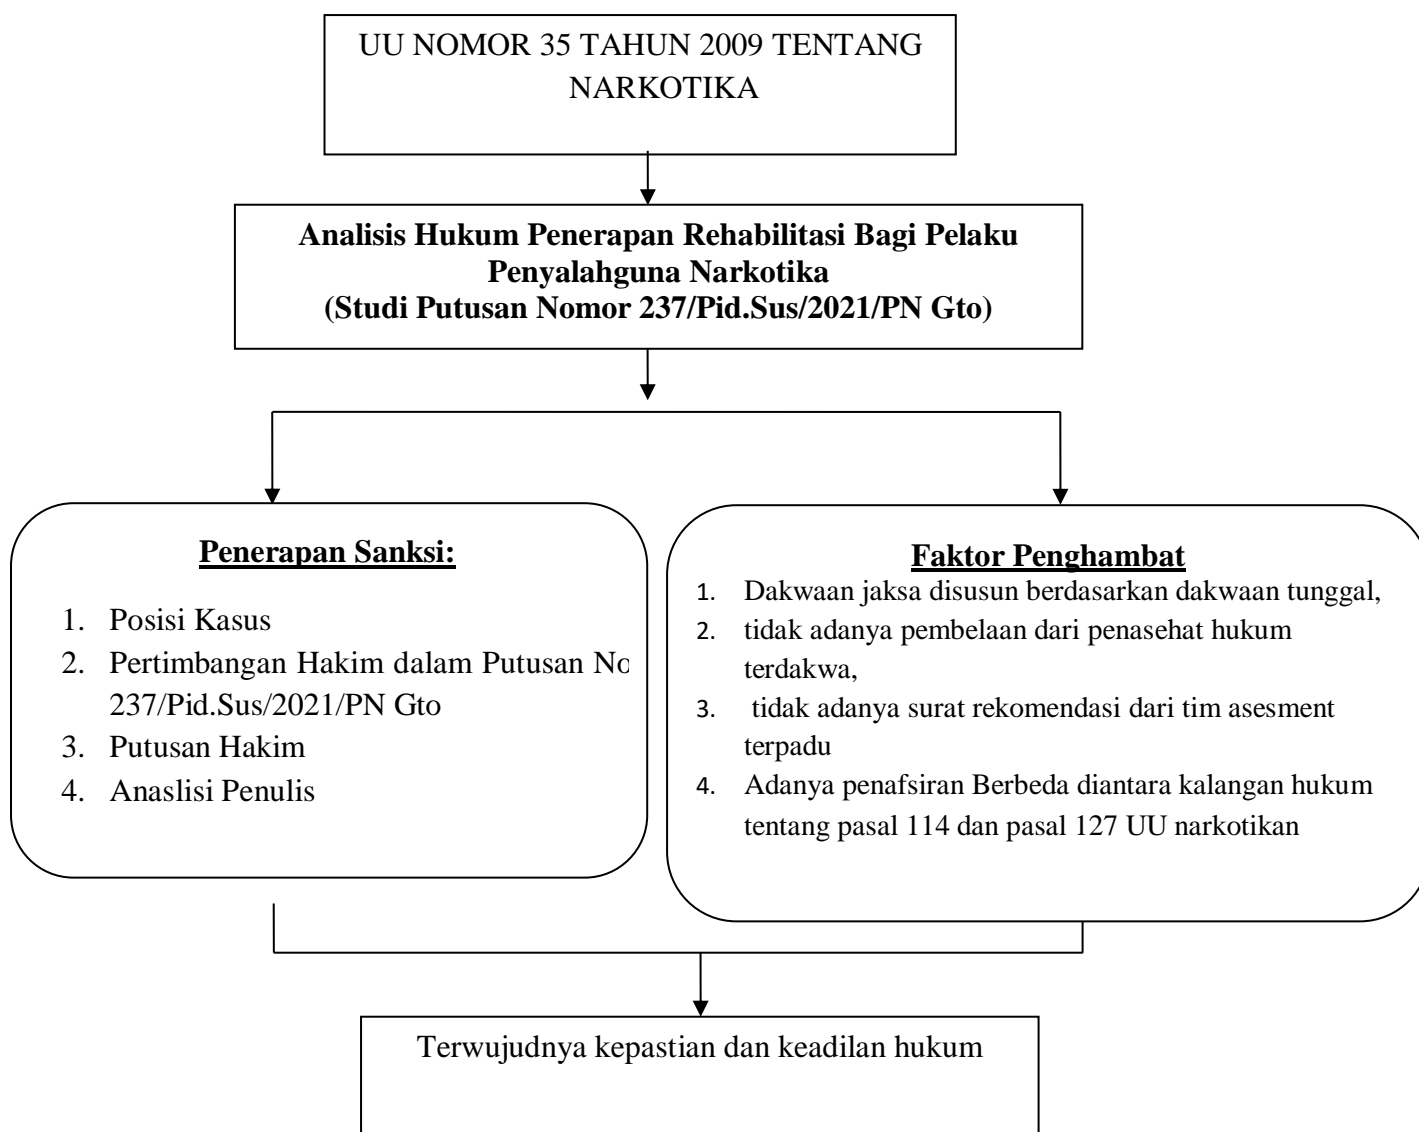 UU NOMOR 35 TAHUN 2009 TENTANG
NARKOTIKA
Analisis Hukum Penerapan Rehabilitasi Bagi Pelaku
Penyalahguna Narkotika
(Studi Putusan Nomor 237/Pid.Sus/2021/PN Gto)
Penerapan Sanksi:
1. Posisi Kasus
2. Pertimbangan Hakim dalam Putusan No
237/Pid.Sus/2021/PN Gto
3. Putusan Hakim
4. Anaslisi Penulis
Faktor Penghambat
1. Dakwaan jaksa disusun berdasarkan dakwaan tunggal,
2. tidak adanya pembelaan dari penasehat hukum
terdakwa,
3. tidak adanya surat rekomendasi dari tim asesment
terpadu
4. Adanya penafsiran Berbeda diantara kalangan hukum
tentang pasal 114 dan pasal 127 UU narkotikan
Terwujudnya kepastian dan keadilan hukum